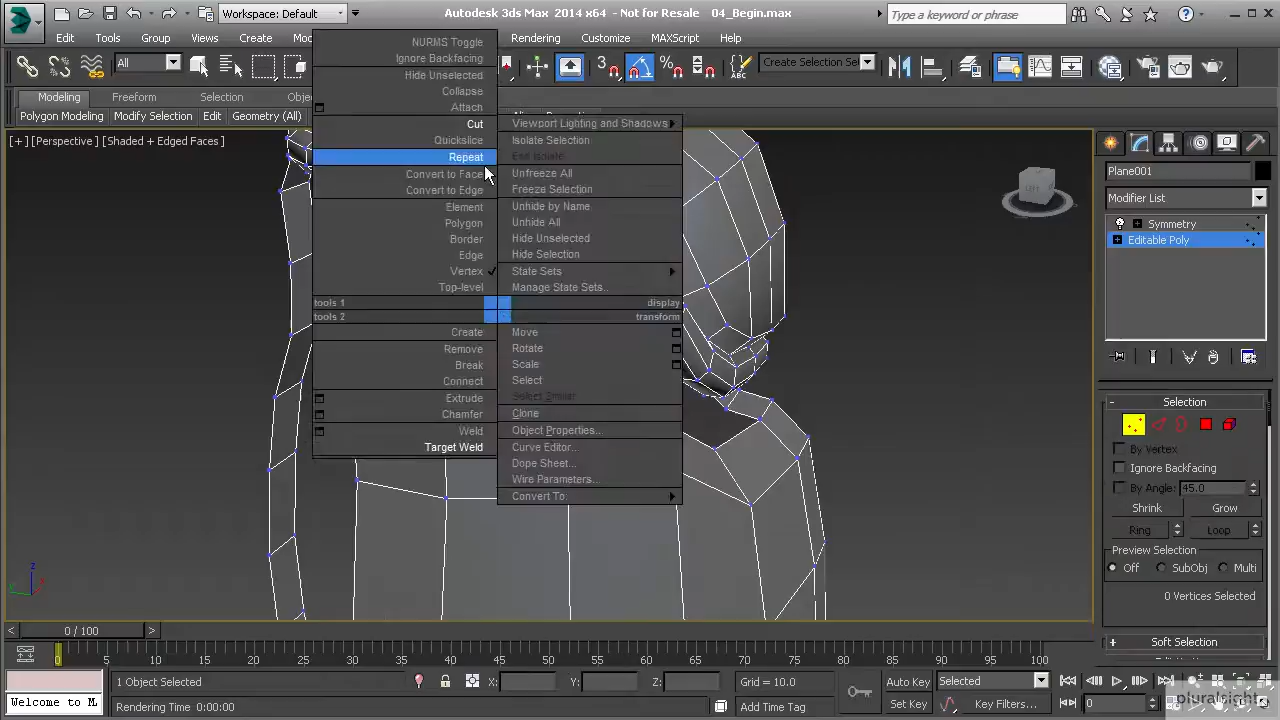 Autodesk 3ds Max 2014 x64 - Not for Resale 04_Begin.max
Workspace: Default
Type a keyword or phrase
Edit Tools Group Views Create Rendering Customize MAXScript Help
All
Create Selection Se
Modeling Freeform Selection
Polygon Modeling Modify Selection Edit Geometry (All)
[+] [Perspective] [Shaded + Edged Faces]
NURMS Toggle
Ignore Backfacing
Hide Unselected
Collapse
Attach
Cut
Quickslice
Repeat
Convert to Face
Convert to Edge
Element
Polygon
Border
Edge
Vertex
Top-level
tools 1
tools 2
Create
Remove
Break
Connect
Extrude
Chamfer
Weld
Target Weld
Viewport Lighting and Shadows
Isolate Selection
End Isolate
Unfreeze All
Freeze Selection
Unhide by Name
Unhide All
Hide Unselected
Hide Selection
State Sets
Manage State Sets...
display
transform
Move
Rotate
Scale
Select
Select Similar
Clone
Object Properties...
Curve Editor...
Dope Sheet...
Wire Parameters...
Convert To:
Plane001
Modifier List
Symmetry
Editable Poly
Selection
By Vertex
Ignore Backfacing
By Angle: 45.0
Shrink Grow
Ring Loop
Preview Selection
Off SubObj Multi
0 Vertices Selected
Soft Selection
0 / 100
0 5 10 15 20 25 30 35 40 45 50 55 60 65 70 75 80 85 90 95 100
1 Object Selected
X: Y: Z: Grid = 10.0
Auto Key Selected
Welcome to M
Rendering Time 0:00:00
Add Time Tag
Set Key Key Filters... 0
pluralsight